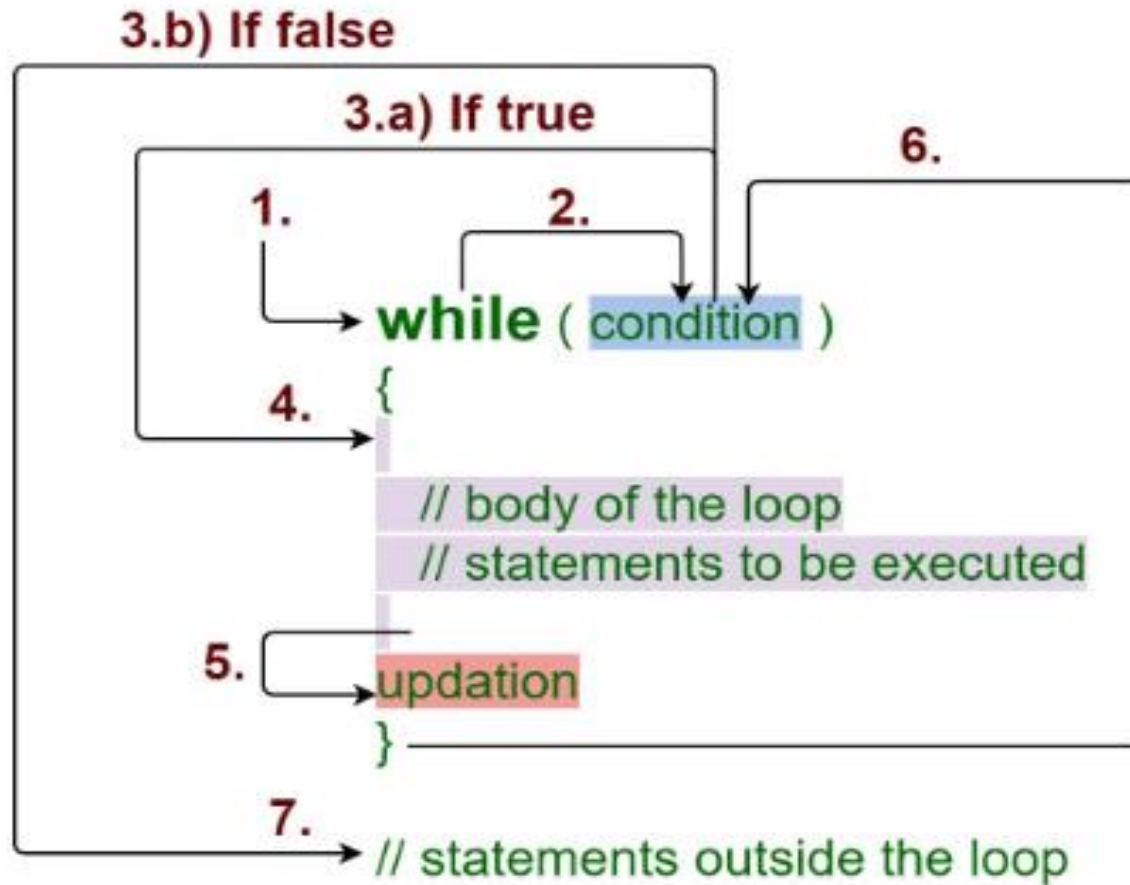 3.b) If false
3.a) If true
6.
1.
2.
while ( condition )
{
4.
// body of the loop
// statements to be executed
5.
updation
}
7.
// statements outside the loop